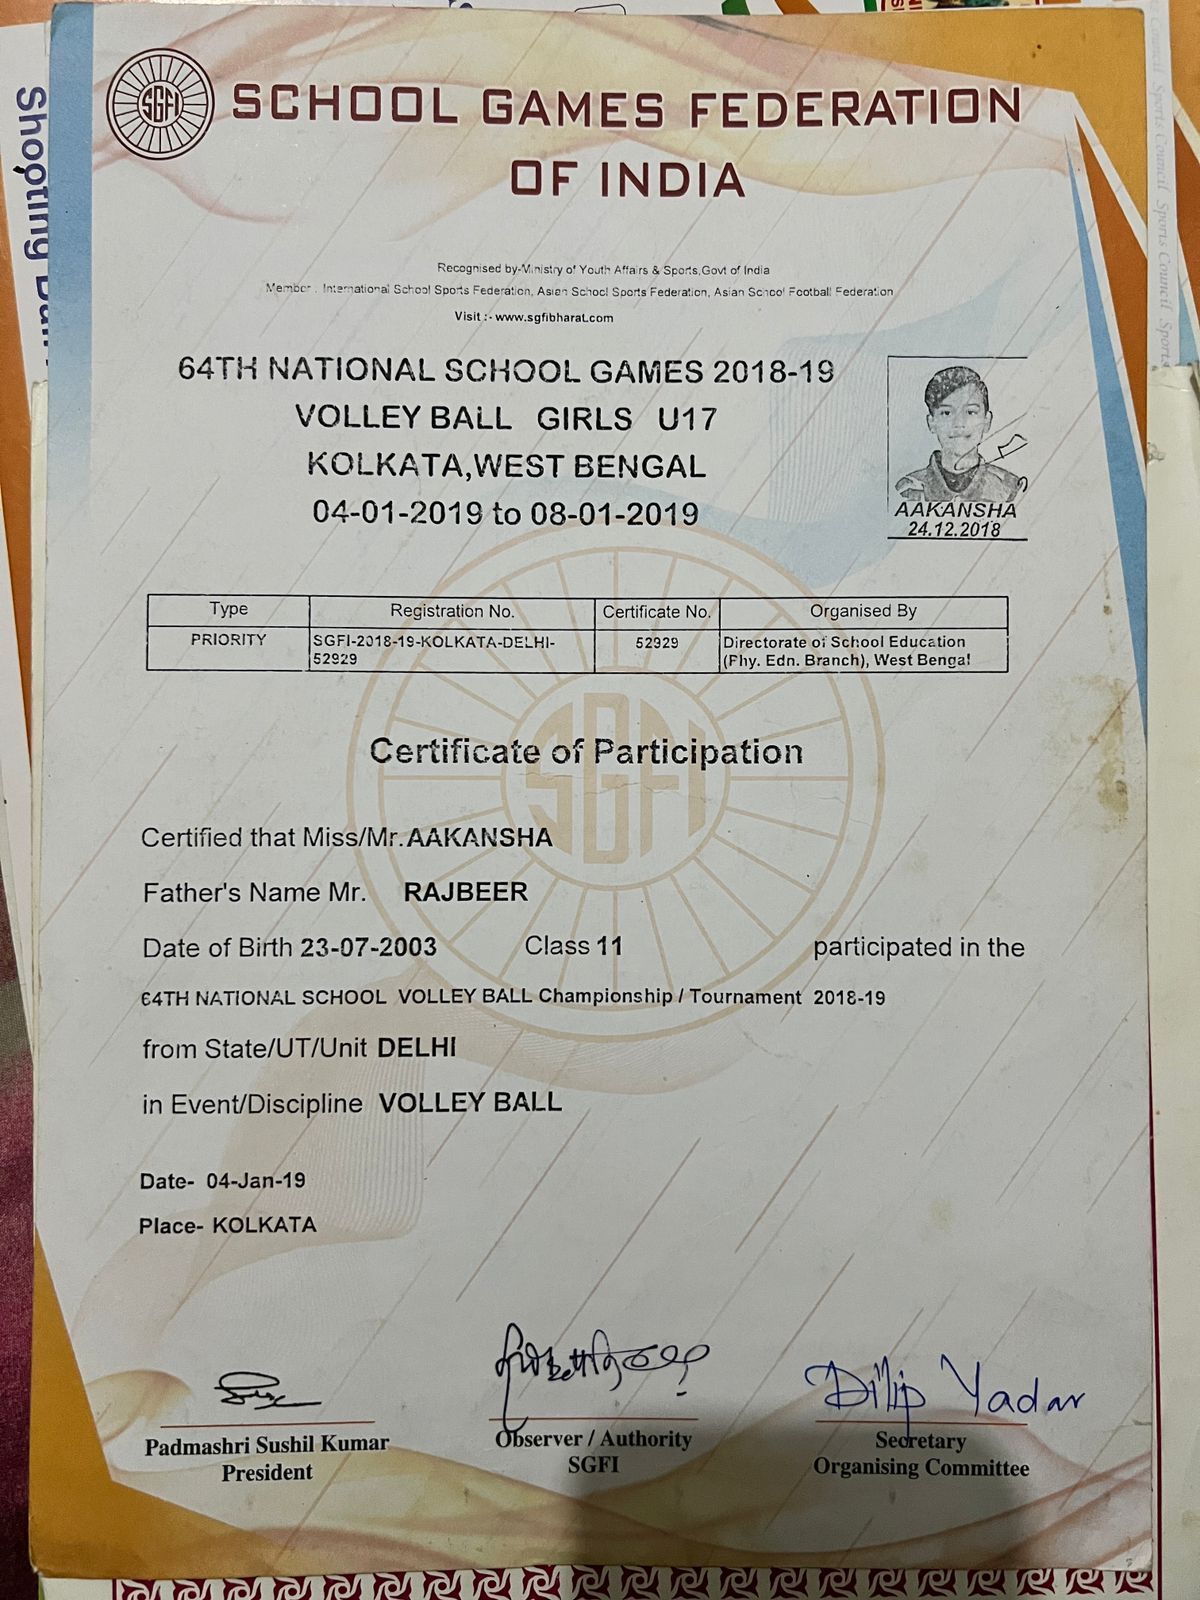 SGFI
SCHOOL GAMES FEDERATION
OF INDIA
Recognised by-Ministry of Youth Affairs & Sports,Govt of India
Member : International School Sports Federation, Asian School Sports Federation, Asian School Football Federation
Visit :- www.sgfibharat.com
64TH NATIONAL SCHOOL GAMES 2018-19
VOLLEY BALL GIRLS U17
KOLKATA,WEST BENGAL
04-01-2019 to 08-01-2019
AAKANSHA
24.12.2018
Type Registration No. Certificate No. Organised By
PRIORITY SGFI-2018-19-KOLKATA-DELHI- 52929 Directorate of School Education
52929 (Phy. Edn. Branch), West Bengal
SGFI
Certificate of Participation
Certified that Miss/Mr. AAKANSHA
Father's Name Mr. RAJBEER
Date of Birth 23-07-2003 Class 11 participated in the
64TH NATIONAL SCHOOL VOLLEY BALL Championship / Tournament 2018-19
from State/UT/Unit DELHI
in Event/Discipline VOLLEY BALL
Date- 04-Jan-19
Place- KOLKATA
Dilip Yadav
Padmashri Sushil Kumar
President
Observer / Authority
SGFI
Secretary
Organising Committee
Shooting Ball
Council Sports Council Sports Council Sports